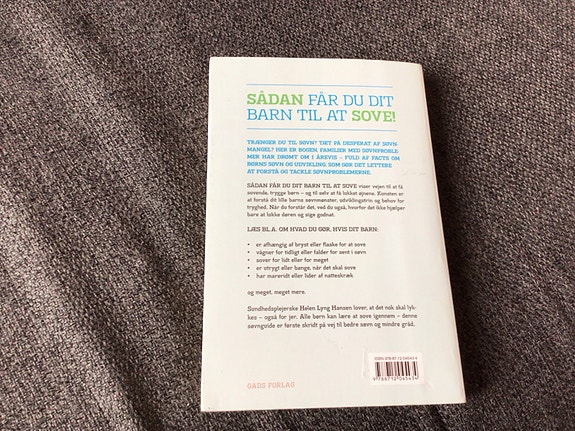 SÅDAN FÅR DU DIT
BARN TIL AT SOVE!
TRÆNGER DU TIL SØVN? TÆT PÅ DESPERAT AF SØVN-
MANGEL? HER ER BOGEN, FAMILIER MED SØVNPROBLE-
MER HAR DRØMT OM I ÅREVIS – FULD AF FACTS OM
BØRNS SØVN OG UDVIKLING, SOM GØR DET LETTERE
AT FORSTÅ OG TACKLE SØVNPROBLEMERNE.
SÅDAN FÅR DU DIT BARN TIL AT SOVE viser vejen til at få
sovende, trygge børn – og til selv at få lukket øjnene. Kunsten er
at forstå dit lille barns søvnmønster, udviklingstrin og behov for
tryghed. Når du forstår det, ved du også, hvorfor det ikke hjælper
bare at lukke døren og sige godnat.
LÆS BL.A. OM HVAD DU GØR, HVIS DIT BARN:
• er afhængig af bryst eller flaske for at sove
• vågner for tidligt eller falder for sent i søvn
• sover for lidt eller for meget
• er utrygt eller bange, når det skal sove
• har mareridt eller lider af natteskræk
og meget, meget mere.
Sundhedsplejerske Helen Lyng Hansen lover, at det nok skal lyk-
kes – også for jer. Alle børn kan lære at sove igennem – denne
søvnguide er første skridt på vej til bedre søvn og mindre gråd.
GADS FORLAG